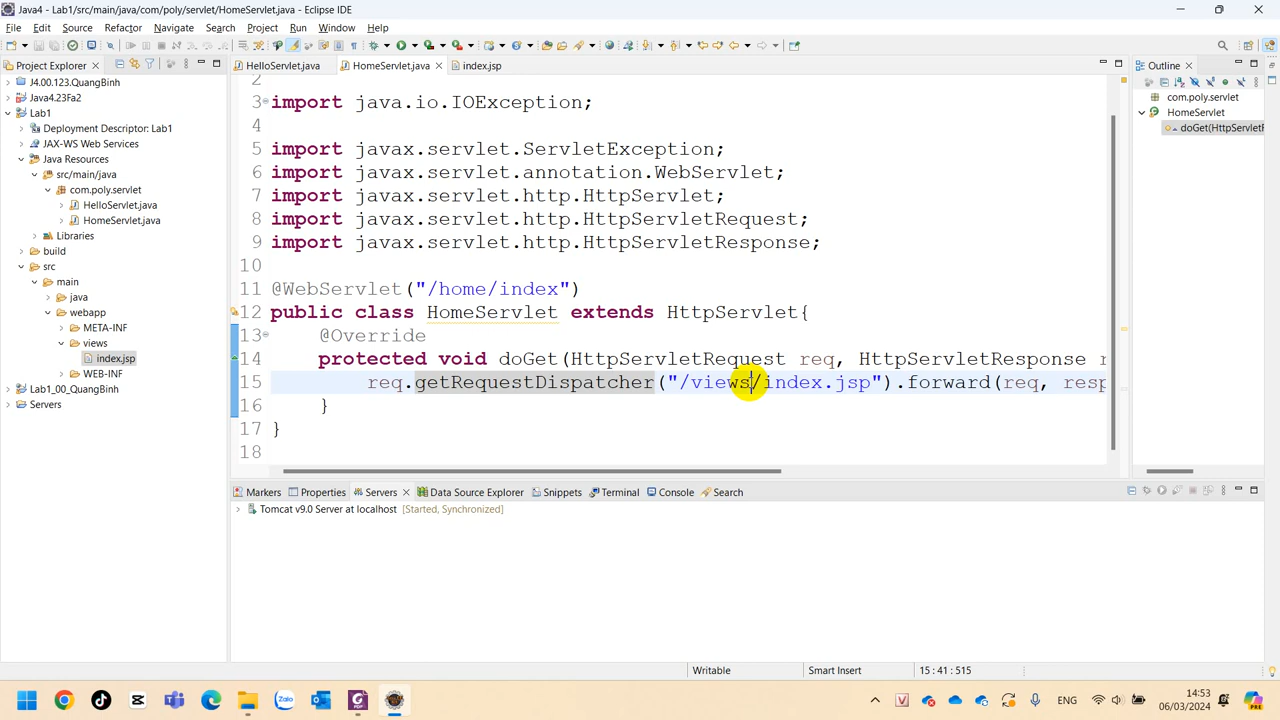 Java4 - Lab1/src/main/java/com/poly/servlet/HomeServlet.java - Eclipse IDE
File Edit Source Refactor Navigate Search Project Run Window Help
Project Explorer
J4.00.123.QuangBinh
Java4.23Fa2
Lab1
Deployment Descriptor: Lab1
JAX-WS Web Services
Java Resources
src/main/java
com.poly.servlet
HelloServlet.java
HomeServlet.java
Libraries
build
src
main
java
webapp
META-INF
views
index.jsp
WEB-INF
Lab1_00_QuangBinh
Servers
HelloServlet.java HomeServlet.java index.jsp
2
3 import java.io.IOException;
4
5 import javax.servlet.ServletException;
6 import javax.servlet.annotation.WebServlet;
7 import javax.servlet.http.HttpServlet;
8 import javax.servlet.http.HttpServletRequest;
9 import javax.servlet.http.HttpServletResponse;
10
11 @WebServlet("/home/index")
12 public class HomeServlet extends HttpServlet{
13 @Override
14 protected void doGet(HttpServletRequest req, HttpServletResponse r
15 req.getRequestDispatcher("/views/index.jsp").forward(req, resp
16 }
17 }
18
Outline
com.poly.servlet
HomeServlet
doGet(HttpServletR
Markers Properties Servers Data Source Explorer Snippets Terminal Console Search
Tomcat v9.0 Server at localhost [Started, Synchronized]
Writable Smart Insert 15 : 41 : 515
Zalo
PDF
V
ENG
14:53
06/03/2024
PRE